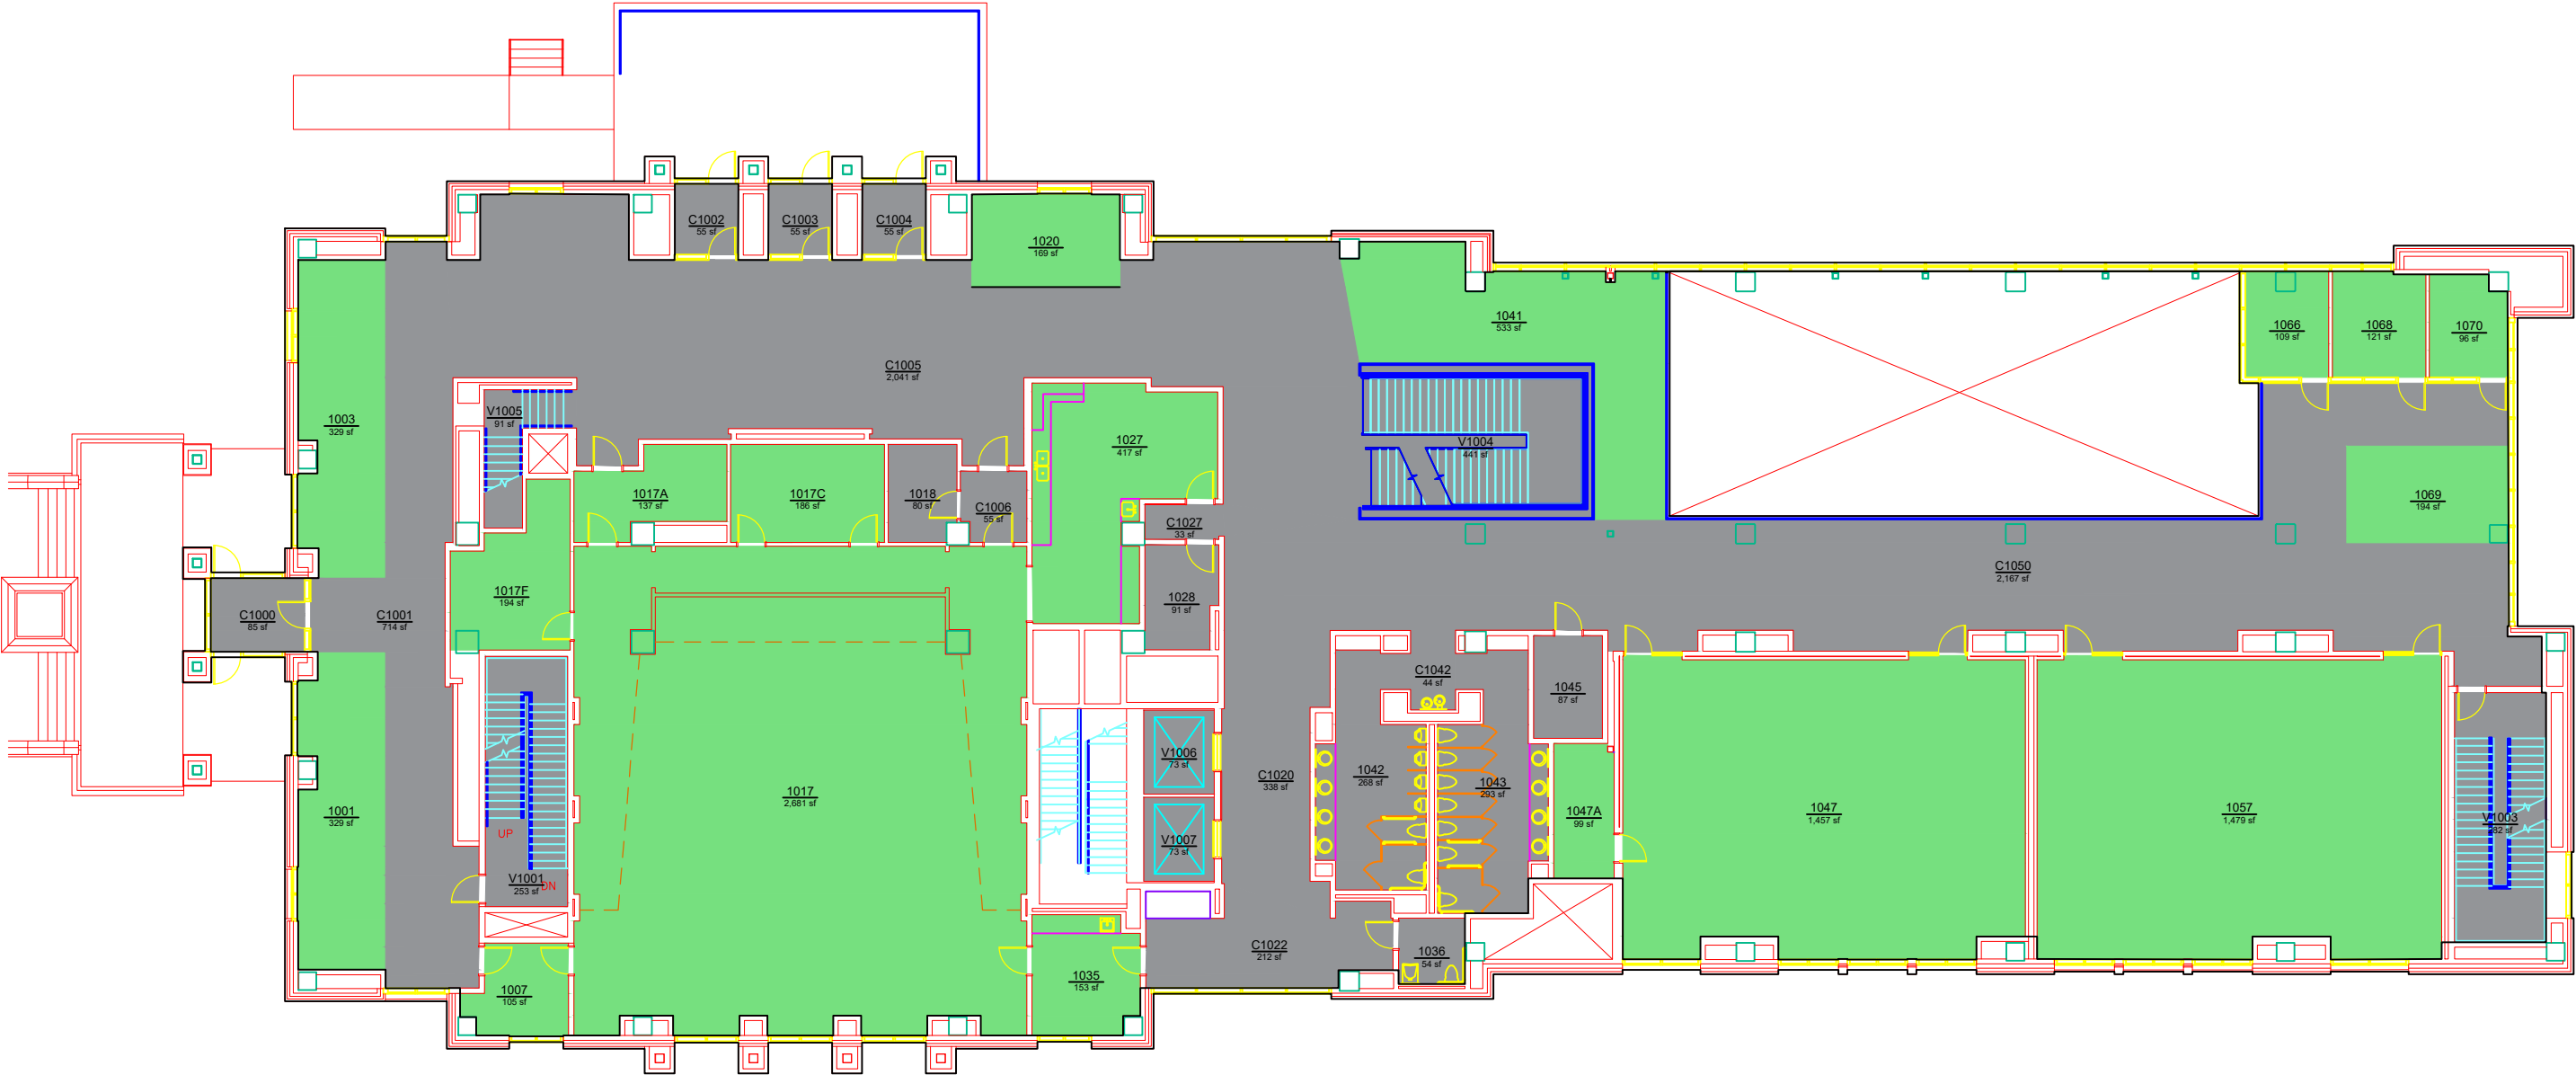 C1002
55 sf
C1003
55 sf
C1004
55 sf
1020
169 sf
1041
533 sf
1066
109 sf
1068
121 sf
1070
96 sf
C1005
2,041 sf
1003
329 sf
V1005
91 sf
1027
417 sf
V1004
441 sf
1017A
137 sf
1017C
186 sf
1018
80 sf
C1006
55 sf
1069
194 sf
C1027
33 sf
C1050
2,167 sf
1017F
194 sf
1028
91 sf
C1000
85 sf
C1001
714 sf
C1042
44 sf
1045
87 sf
V1006
73 sf
C1020
338 sf
1042
268 sf
1043
293 sf
1017
2,681 sf
1001
329 sf
1047A
99 sf
1047
1,457 sf
1057
1,479 sf
V1003
UP
V1007
73 sf
V1001
253 sf
DN
C1022
212 sf
1036
54 sf
1035
153 sf
1007
105 sf